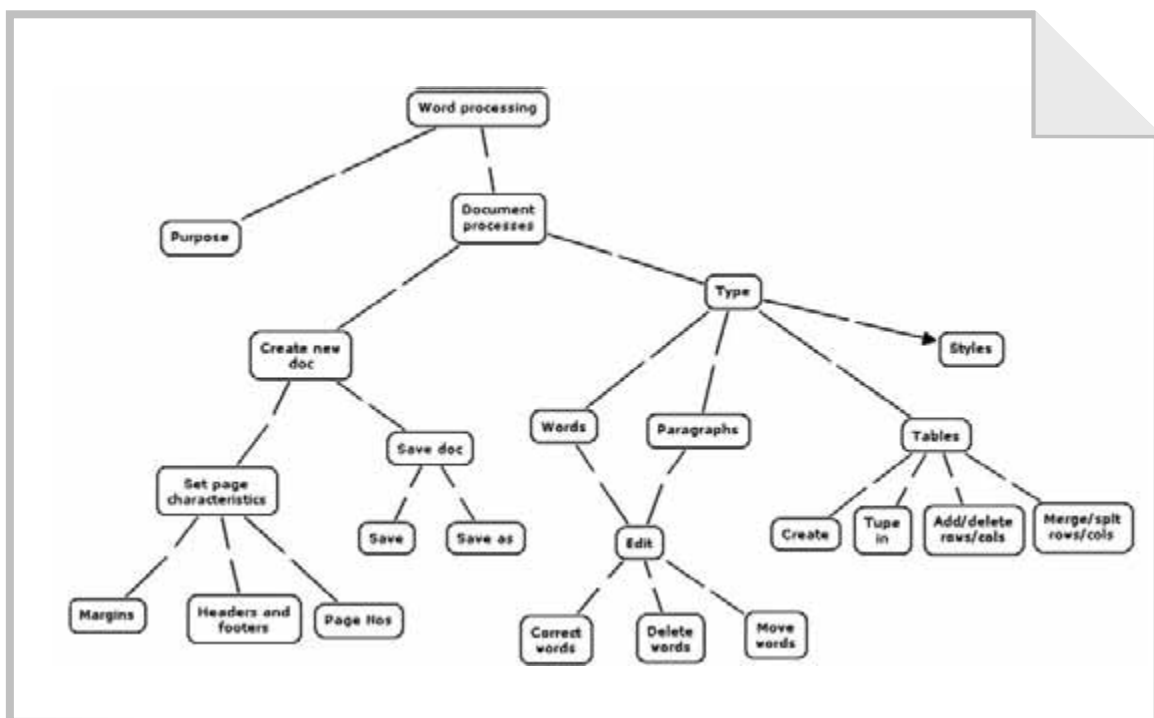 Word processing
Purpose
Document
processes
Type
Styles
Create new
doc
Words
Paragraphs
Tables
Save doc
Set page
characteristics
Save
Save as
Edit
Create
Tupe
in
Add/delete
rows/cols
Merge/splt
rows/cols
Margins
Headers and
footers
Page Nos
Correct
words
Delete
words
Move
words